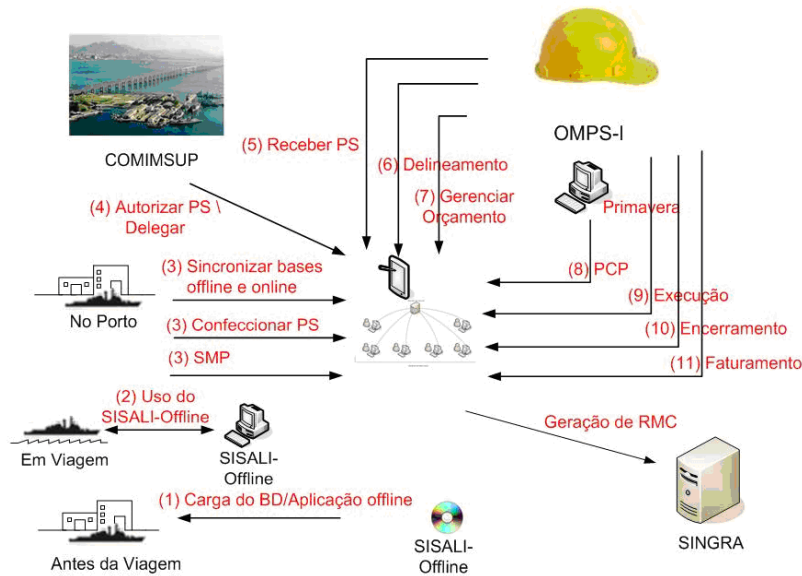 COMIMSUP
OMPS-I
(5) Receber PS
(6) Delineamento
(7) Gerenciar
Orçamento
Primavera
(4) Autorizar PS \
Delegar
(3) Sincronizar bases
offline e online
No Porto
(3) Confeccionar PS
(3) SMP
(8) PCP
(9) Execução
(10) Encerramento
(11) Faturamento
(2) Uso do
SISALI-Offline
Em Viagem
SISALI-
Offline
Geração de RMC
SINGRA
(1) Carga do BD/Aplicação offline
Antes da Viagem
SISALI-
Offline